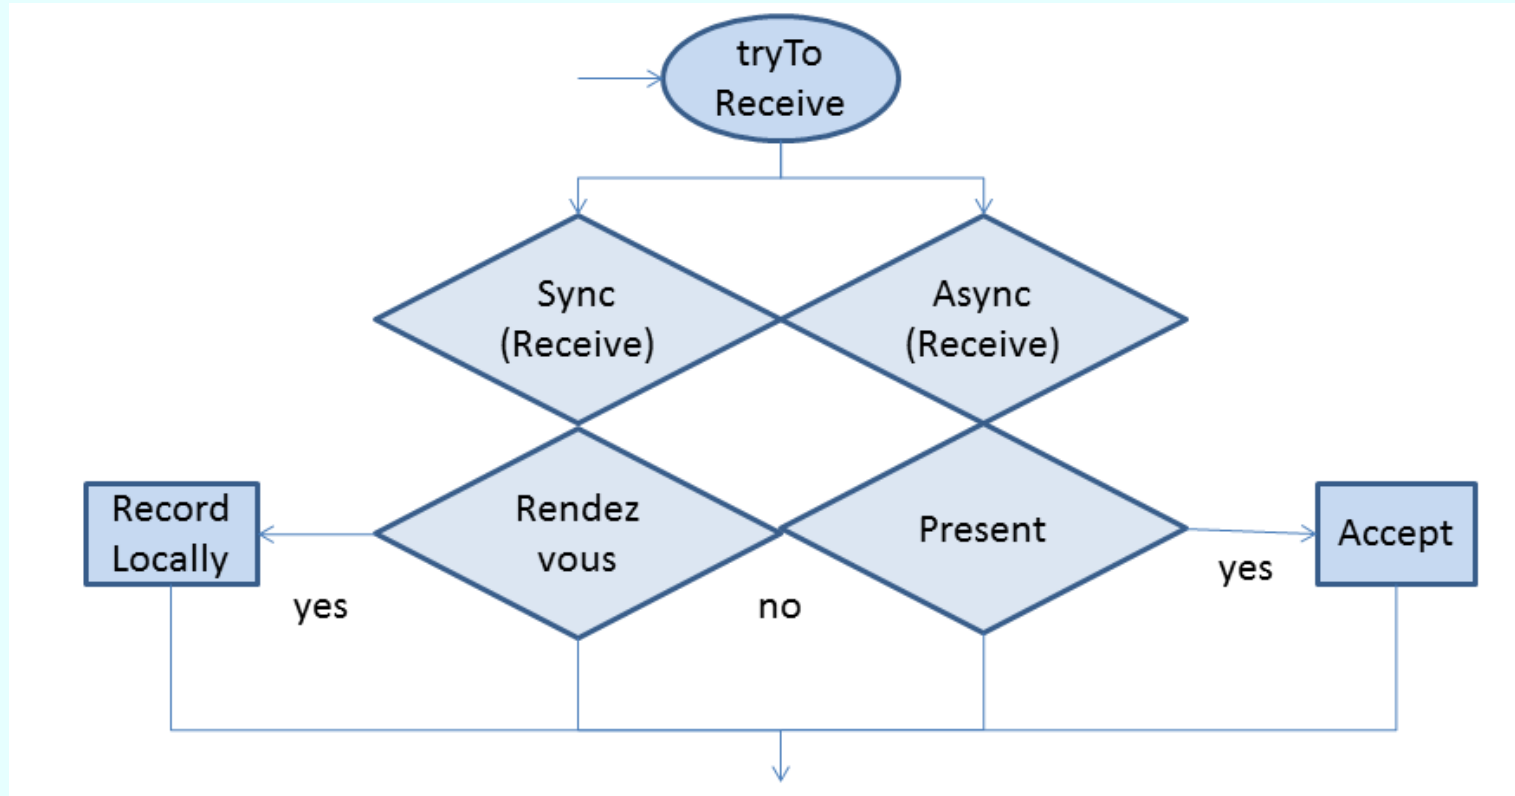 tryTo
Receive
Sync
(Receive)
Async
(Receive)
Record
Locally
Rendez
vous
Present
Accept
yes
no
yes